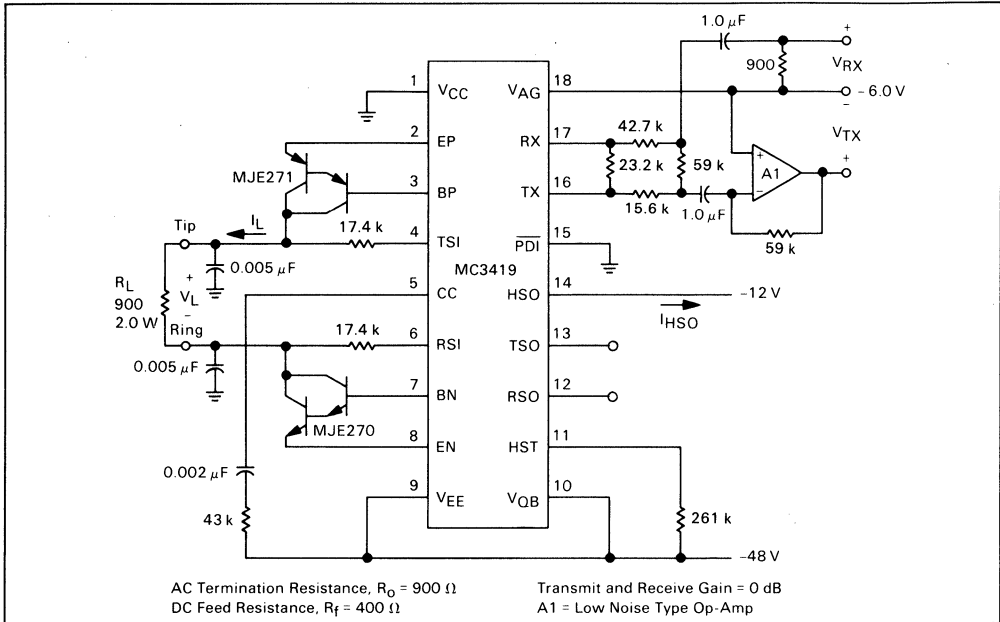 1.0 μF
+
900
VRX
1
VCC
VAG
18
-6.0 V
-
2
EP
RX
17
42.7 k
VTX
23.2 k
59 k
+
+
A1
-
MJE271
3
BP
TX
16
15.6 k
1.0 μF
59 k
IL
Tip
17.4 k
4
TSI
PDI
15
0.005 μF
MC3419
RL
900
2.0 W
+
VL
-
5
CC
HSO
14
-12 V
IHSO
Ring
17.4 k
6
RSI
TSO
13
0.005 μF
7
BN
RSO
12
MJE270
8
EN
HST
11
0.002 μF
9
VEE
VQB
10
43 k
261 k
-48 V
AC Termination Resistance, Ro = 900 Ω
DC Feed Resistance, Rf = 400 Ω
Transmit and Receive Gain = 0 dB
A1 = Low Noise Type Op-Amp